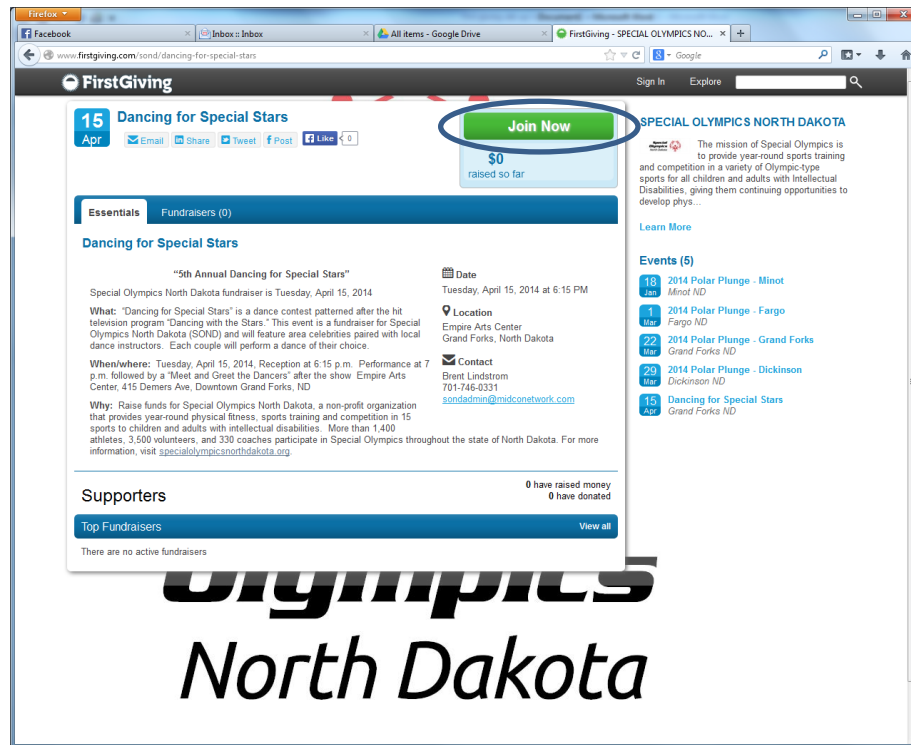 Firefox
Facebook
Inbox :: Inbox
All items - Google Drive
FirstGiving - SPECIAL OLYMPICS NO...
www.firstgiving.com/sond/dancing-for-special-stars
Google
FirstGiving
Sign In Explore
15 Apr
Dancing for Special Stars
Email Share Tweet Post Like 0
Join Now
$0
raised so far
Essentials Fundraisers (0)
Dancing for Special Stars
“5th Annual Dancing for Special Stars”
Special Olympics North Dakota fundraiser is Tuesday, April 15, 2014
What: “Dancing for Special Stars” is a dance contest patterned after the hit
television program “Dancing with the Stars.” This event is a fundraiser for Special
Olympics North Dakota (SOND) and will feature area celebrities paired with local
dance instructors. Each couple will perform a dance of their choice.
When/where: Tuesday, April 15, 2014, Reception at 6:15 p.m. Performance at 7
p.m. followed by a “Meet and Greet the Dancers” after the show Empire Arts
Center, 415 Demers Ave, Downtown Grand Forks, ND
Why: Raise funds for Special Olympics North Dakota, a non-profit organization
that provides year-round physical fitness, sports training and competition in 15
sports to children and adults with intellectual disabilities. More than 1,400
athletes, 3,500 volunteers, and 330 coaches participate in Special Olympics throughout the state of North Dakota. For more
information, visit specialolympicsnorthdakota.org.
Date
Tuesday, April 15, 2014 at 6:15 PM
Location
Empire Arts Center
Grand Forks, North Dakota
Contact
Brent Lindstrom
701-746-0331
sondadmin@midconetwork.com
Supporters
0 have raised money
0 have donated
Top Fundraisers View all
There are no active fundraisers
SPECIAL OLYMPICS NORTH DAKOTA
The mission of Special Olympics is
to provide year-round sports training
and competition in a variety of Olympic-type
sports for all children and adults with Intellectual
Disabilities, giving them continuing opportunities to
develop phys...
Learn More
Events (5)
18 Jan
2014 Polar Plunge - Minot
Minot ND
1 Mar
2014 Polar Plunge - Fargo
Fargo ND
22 Mar
2014 Polar Plunge - Grand Forks
Grand Forks ND
29 Mar
2014 Polar Plunge - Dickinson
Dickinson ND
15 Apr
Dancing for Special Stars
Grand Forks ND
Olympics
North Dakota